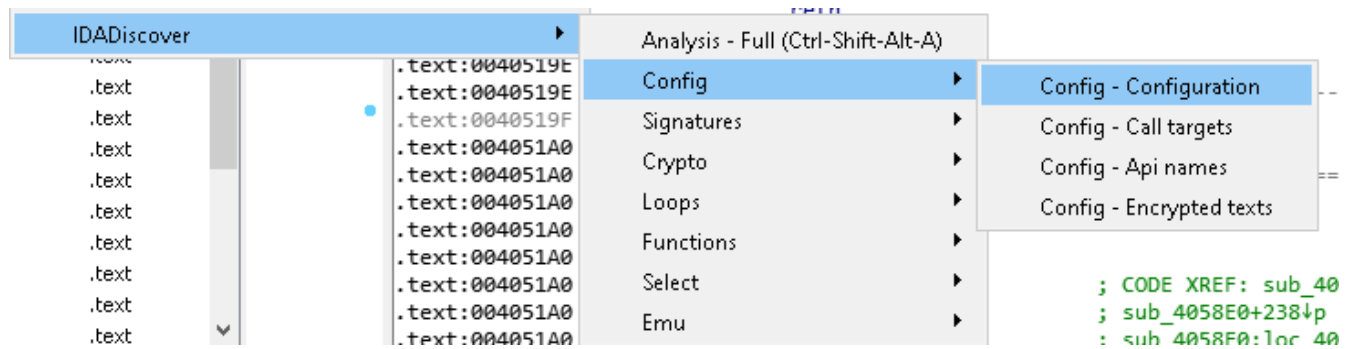 IDADiscover
Analysis - Full (Ctrl-Shift-Alt-A)
Config
Signatures
Crypto
Loops
Functions
Select
Emu
Config - Configuration
Config - Call targets
Config - Api names
Config - Encrypted texts
.text
.text
.text
.text
.text
.text
.text
.text
.text
.text:0040519E
.text:0040519E
.text:0040519F
.text:004051A0
.text:004051A0
.text:004051A0
.text:004051A0
.text:004051A0
.text:004051A0
.text:004051A0
--
==
; CODE XREF: sub_40
; sub_4058E0+238↓p
; sub_4058E0:loc_40